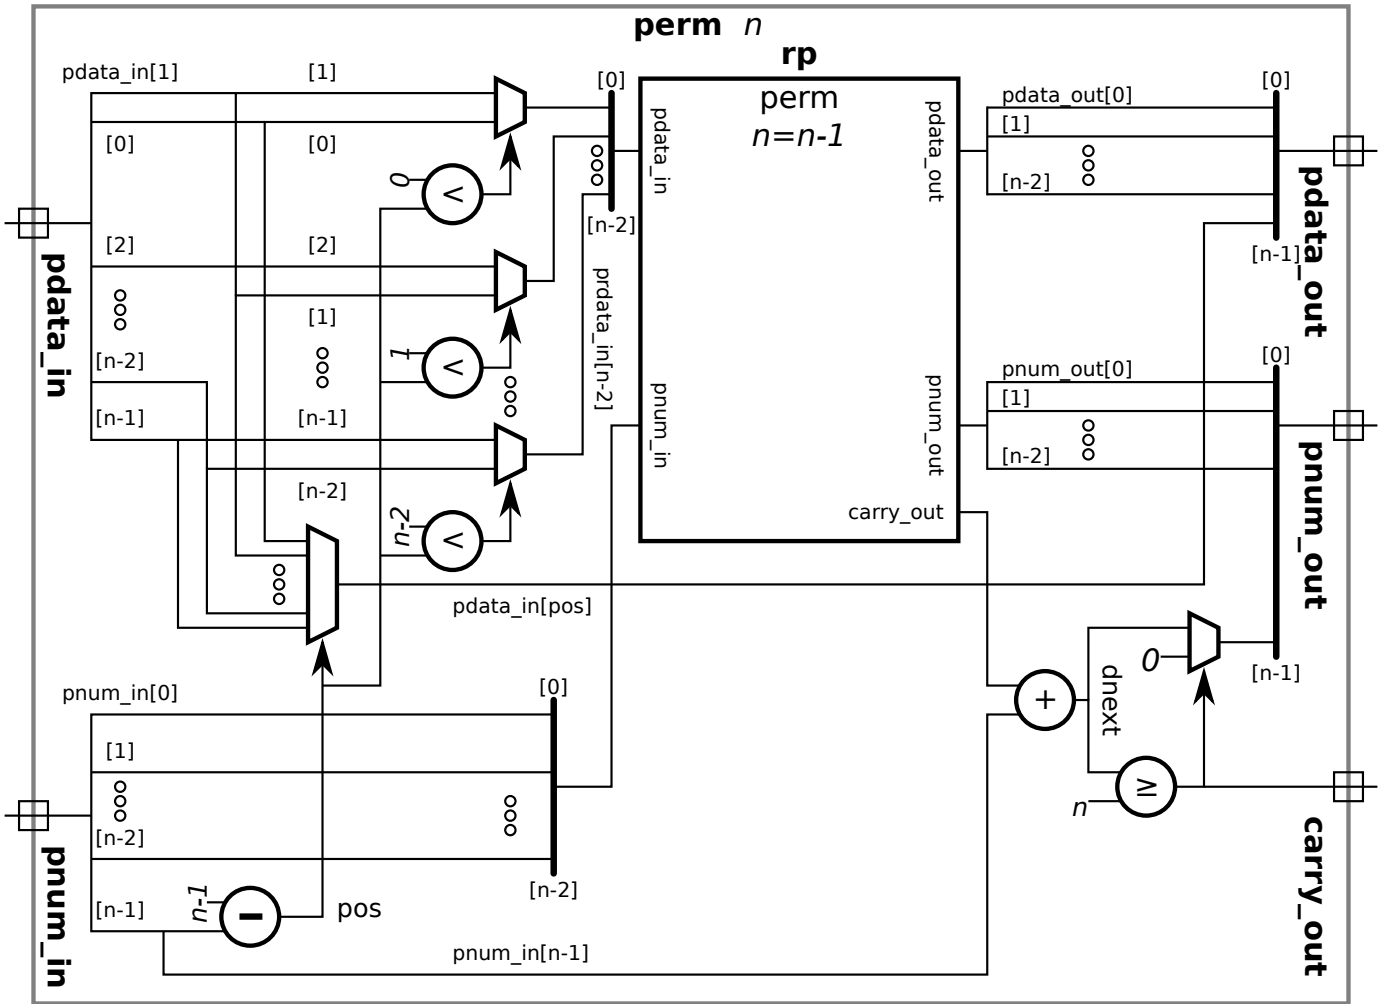 perm n
rp
pdata_in[1]
[1]
[0]
[0]
pdata_out[0]
perm
n=n-1
pdata_in
pdata_out
[1]
[0]
[0]
0
<
[n-2]
pdata_out
[n-2]
[2]
[2]
[n-1]
pdata_in
prdata_in[n-2]
[1]
1
<
[n-2]
[0]
pnum_out[0]
pnum_in
pnum_out
[1]
[n-1]
[n-1]
[n-2]
pnum_out
[n-2]
n-2
<
carry_out
pdata_in[pos]
0
dnext
[n-1]
pnum_in[0]
[0]
+
[1]
≥
n
[n-2]
carry_out
pnum_in
[n-2]
[n-1]
n-1
−
pos
pnum_in[n-1]